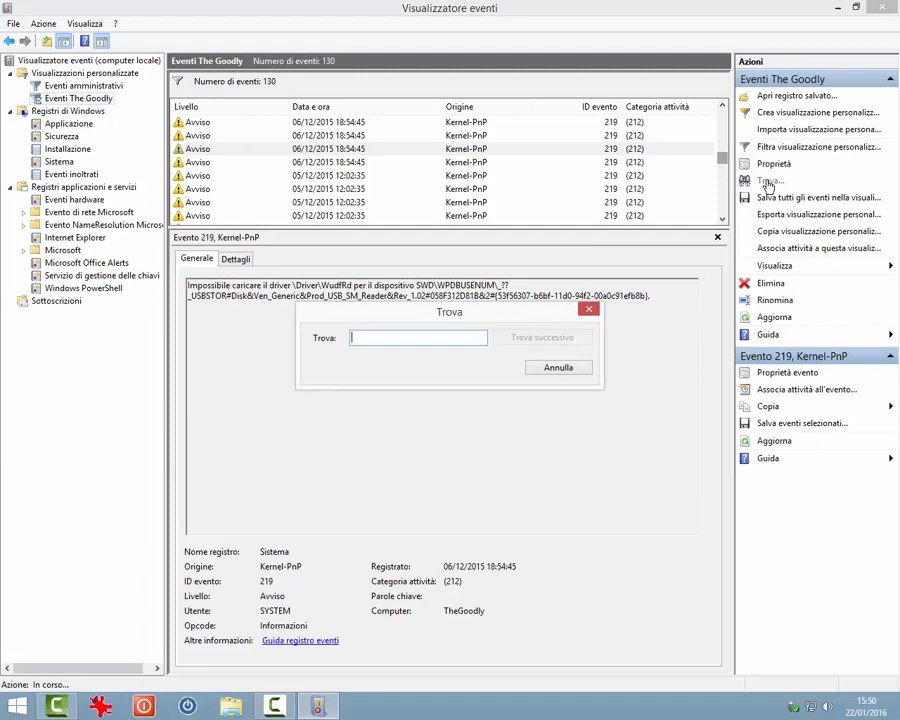 Visualizzatore eventi
File Azione Visualizza ?
Visualizzatore eventi (computer locale)
Visualizzazioni personalizzate
Eventi amministrativi
Eventi The Goodly
Registri di Windows
Applicazione
Sicurezza
Installazione
Sistema
Eventi inoltrati
Registri applicazioni e servizi
Eventi hardware
Evento di rete Microsoft
Evento NameResolution Micros
Internet Explorer
Microsoft
Microsoft Office Alerts
Servizio di gestione delle chiavi
Windows PowerShell
Sottoscrizioni
Eventi The Goodly Numero di eventi: 130
Numero di eventi: 130
Livello Data e ora Origine ID evento Categoria attività
Avviso 06/12/2015 18:54:45 Kernel-PnP 219 (212)
Avviso 06/12/2015 18:54:45 Kernel-PnP 219 (212)
Avviso 06/12/2015 18:54:45 Kernel-PnP 219 (212)
Avviso 06/12/2015 18:54:45 Kernel-PnP 219 (212)
Avviso 06/12/2015 18:54:45 Kernel-PnP 219 (212)
Avviso 06/12/2015 18:54:45 Kernel-PnP 219 (212)
Avviso 05/12/2015 12:02:35 Kernel-PnP 219 (212)
Avviso 05/12/2015 12:02:35 Kernel-PnP 219 (212)
Evento 219, Kernel-PnP
Generale Dettagli
Impossibile caricare il driver \Driver\WudfRd per il dispositivo SWD\WPDBUSENUM\_??
_USBSTOR#Disk&Ven_Generic&Prod_USB_SM_Reader&Rev_1.02#058F312D81B&2#{53f56307-b6bf-11d0-94f2-00a0c91efb8b}.
Trova
Trova: Trova successivo
Annulla
Nome registro: Sistema
Origine: Kernel-PnP Registrato: 06/12/2015 18:54:45
ID evento: 219 Categoria attività: (212)
Livello: Avviso Parole chiave:
Utente: SYSTEM Computer: TheGoodly
Opcode: Informazioni
Altre informazioni: Guida registro eventi
Azioni
Eventi The Goodly
Apri registro salvato...
Crea visualizzazione personaliz...
Importa visualizzazione persona...
Filtra visualizzazione personaliz...
Proprietà
Trova...
Salva tutti gli eventi nella visuali...
Esporta visualizzazione personal...
Copia visualizzazione personaliz...
Associa attività a questa visualiz...
Visualizza
Elimina
Rinomina
Aggiorna
Guida
Evento 219, Kernel-PnP
Proprietà evento
Associa attività all'evento...
Copia
Salva eventi selezionati...
Aggiorna
Guida
Azione: In corso...
15:50
22/01/2016